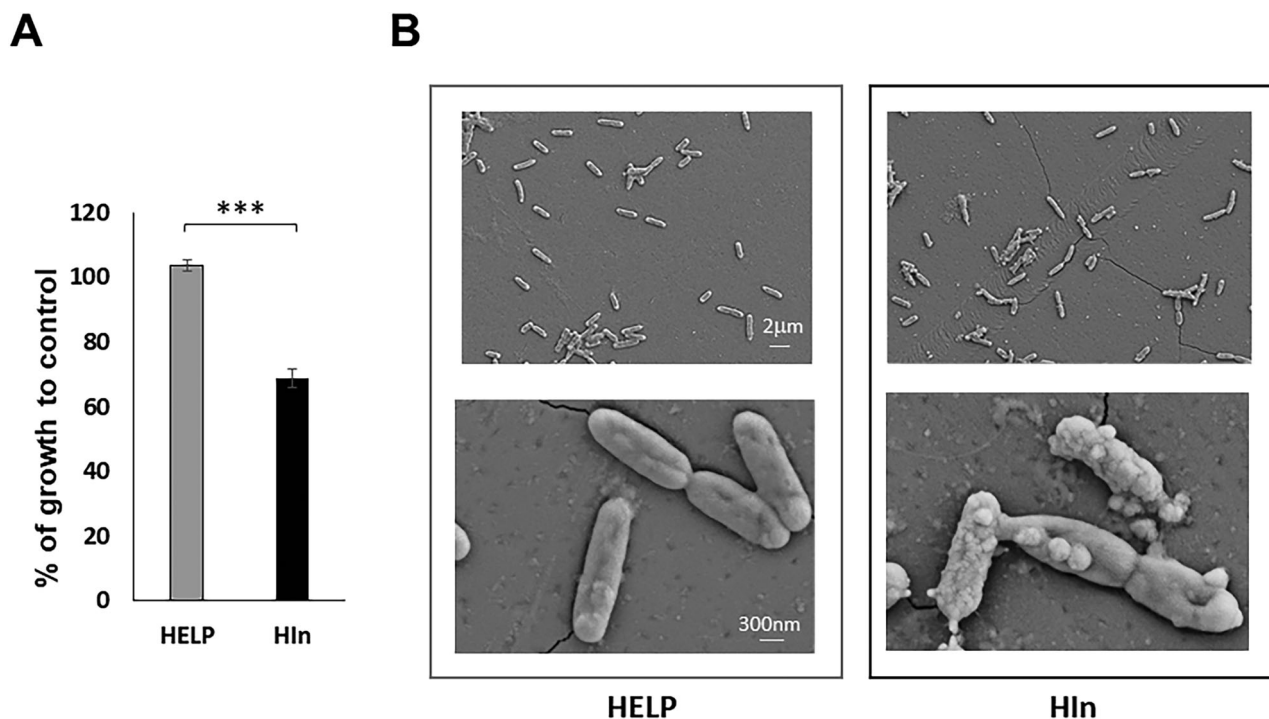 A
B
% of growth to control
120
100
80
60
40
20
0
***
HELP
HIn
2μm
300nm
HELP
HIn